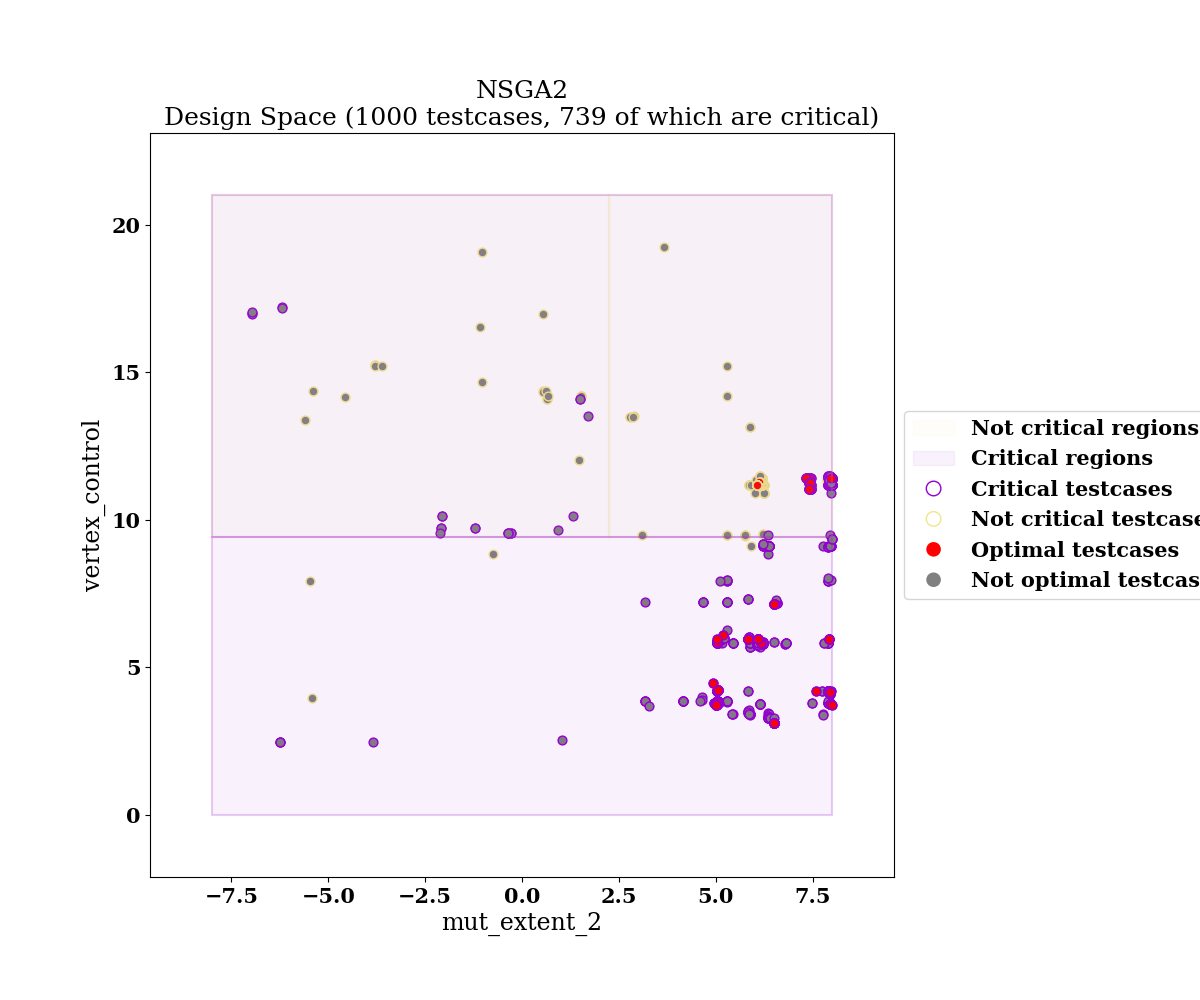 NSGA2
Design Space (1000 testcases, 739 of which are critical)
20
15
10
5
0
vertex_control
−7.5
−5.0
−2.5
0.0
2.5
5.0
7.5
mut_extent_2
Not critical regions
Critical regions
Critical testcases
Not critical testcase
Optimal testcases
Not optimal testcas